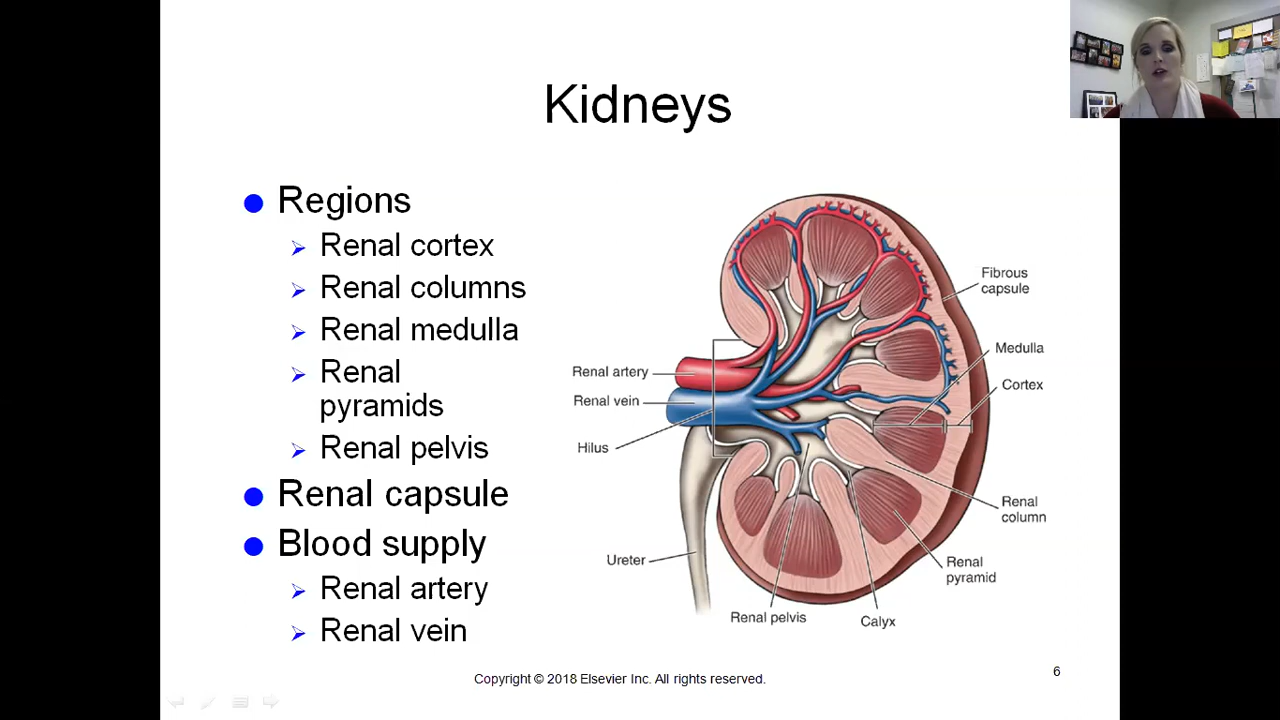 Kidneys
Regions
Renal cortex
Renal columns
Renal medulla
Renal
pyramids
Renal pelvis
Renal capsule
Blood supply
Renal artery
Renal vein
Fibrous
capsule
Medulla
Cortex
Renal artery
Renal vein
Hilus
Renal
column
Ureter
Renal
pyramid
Renal pelvis
Calyx
Copyright © 2018 Elsevier Inc. All rights reserved.
6